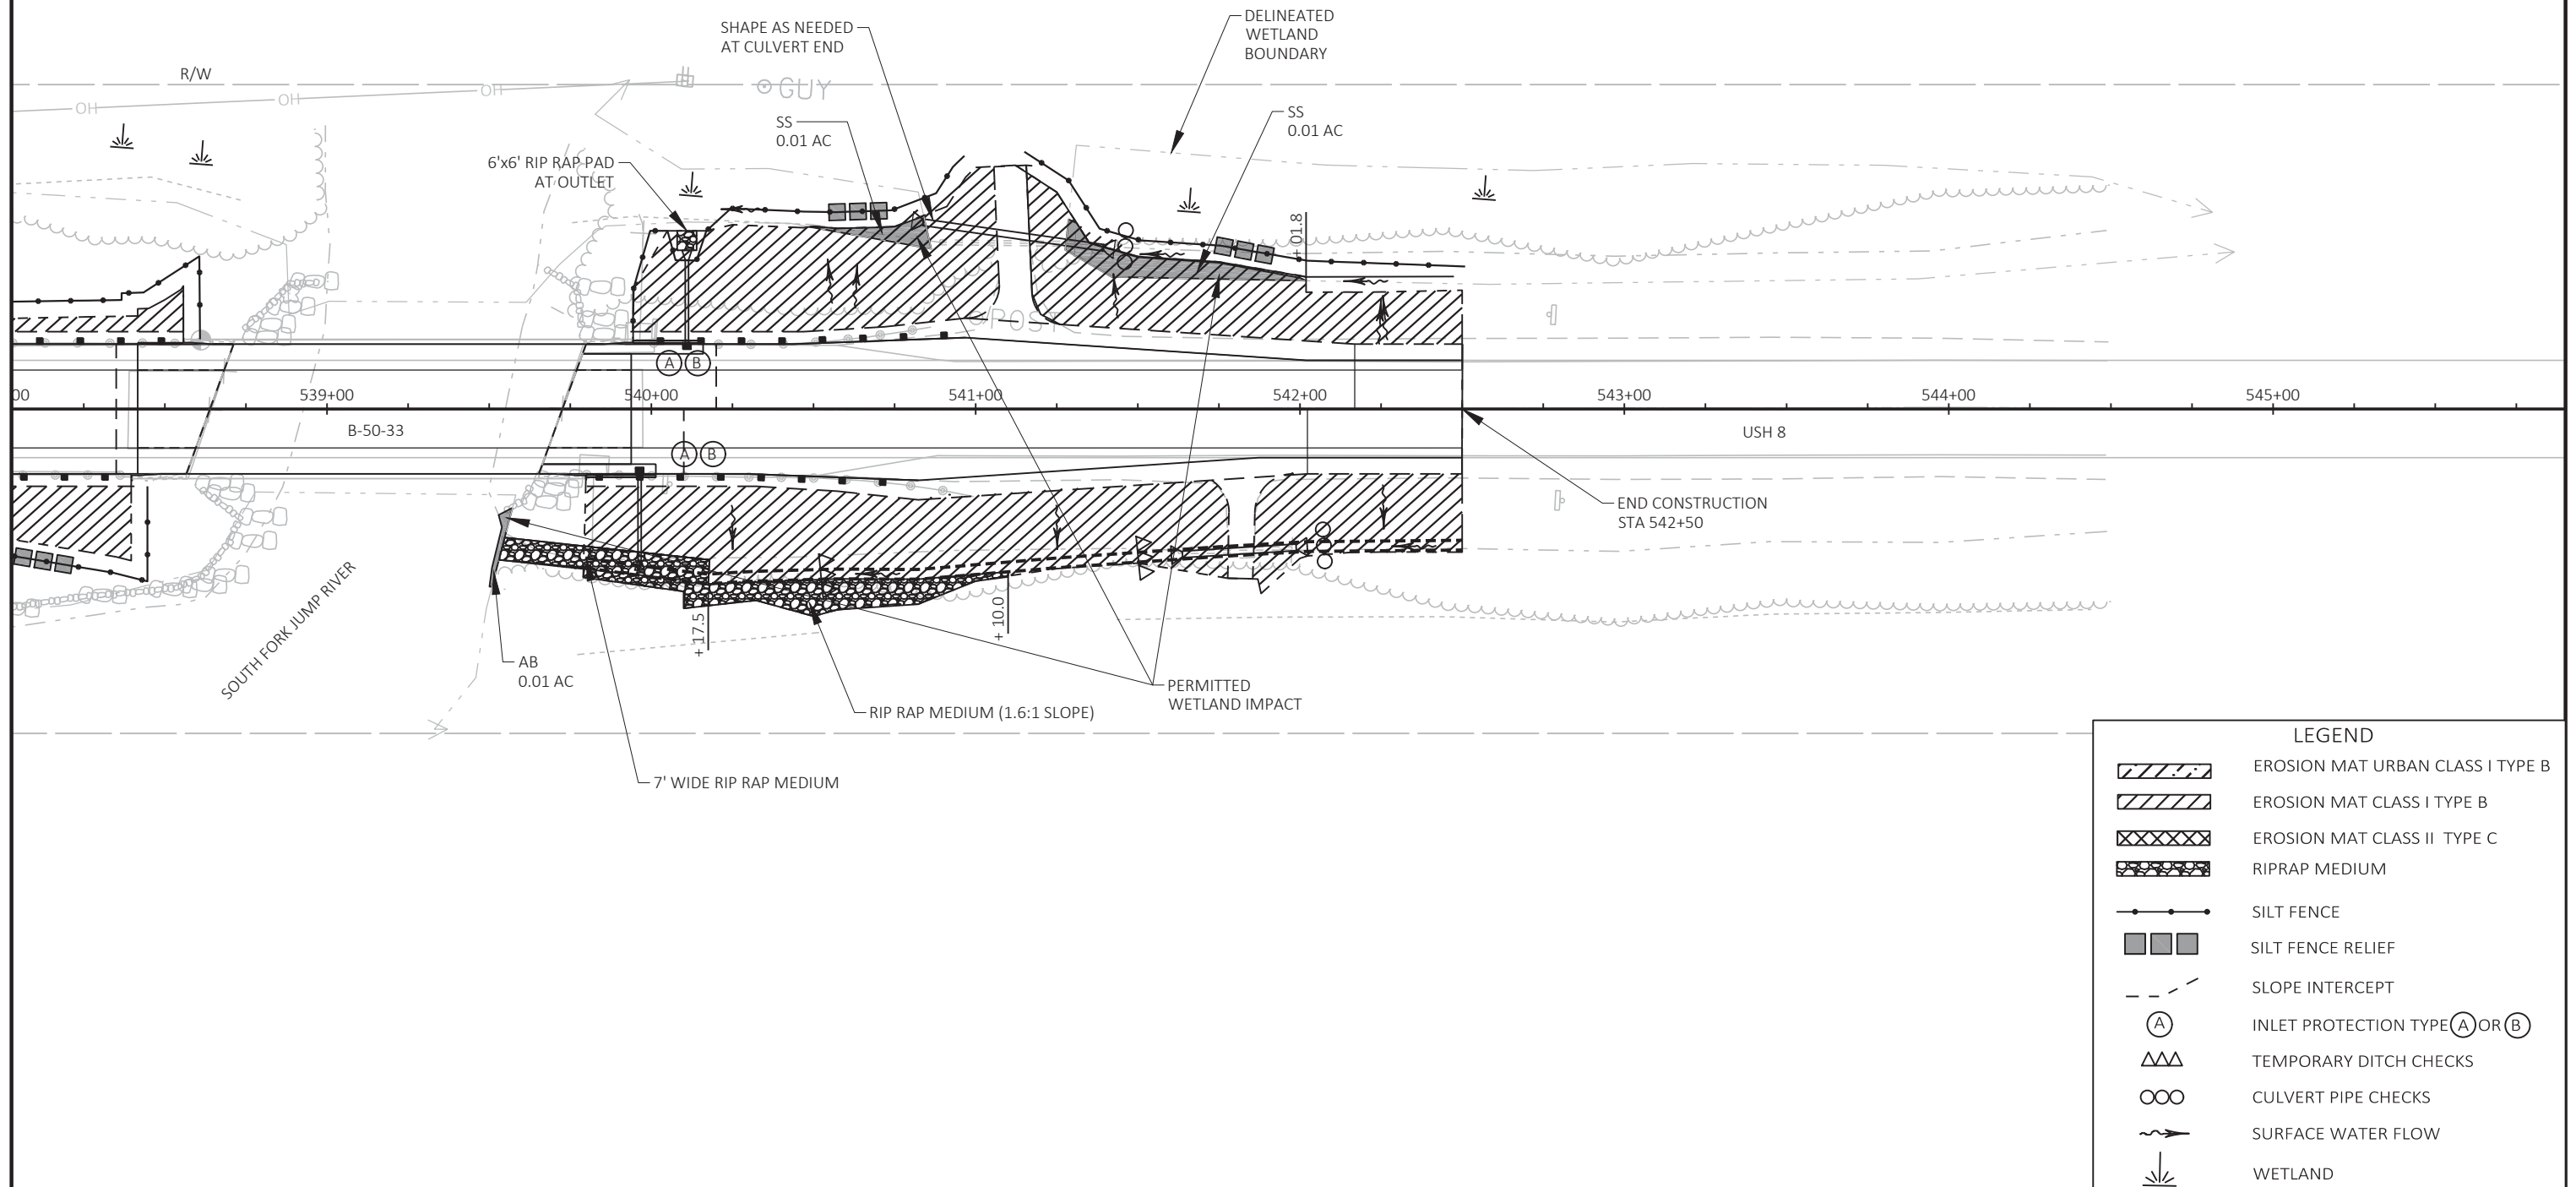 SHAPE AS NEEDED
AT CULVERT END
DELINEATED
WETLAND
BOUNDARY
R/W
OH
OH
OH
GUY
SS
0.01 AC
SS
0.01 AC
6'x6' RIP RAP PAD
AT OUTLET
+ 01.8
GPOST
A B
00 539+00 540+00 541+00 542+00 543+00 544+00 545+00
B-50-33
USH 8
A B
END CONSTRUCTION
STA 542+50
SOUTH FORK JUMP RIVER
+ 17.5
+ 10.0
AB
0.01 AC
PERMITTED
WETLAND IMPACT
RIP RAP MEDIUM (1.6:1 SLOPE)
7' WIDE RIP RAP MEDIUM
LEGEND
EROSION MAT URBAN CLASS I TYPE B
EROSION MAT CLASS I TYPE B
EROSION MAT CLASS II TYPE C
RIPRAP MEDIUM
SILT FENCE
SILT FENCE RELIEF
SLOPE INTERCEPT
A INLET PROTECTION TYPE A OR B
TEMPORARY DITCH CHECKS
CULVERT PIPE CHECKS
SURFACE WATER FLOW
WETLAND